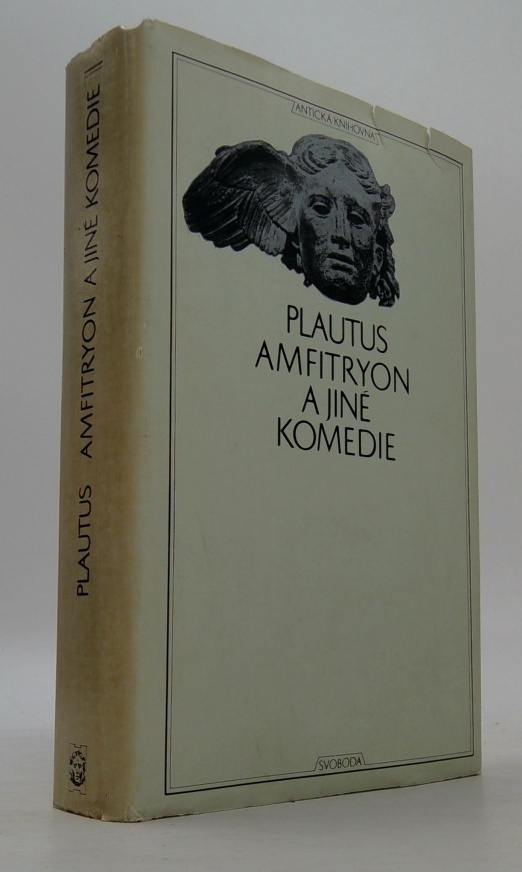 ANTICKÁ KNIHOVNA
PLAUTUS
AMFITRYON
A JINÉ
KOMEDIE
SVOBODA
PLAUTUS AMFITRYON A JINÉ KOMEDIE